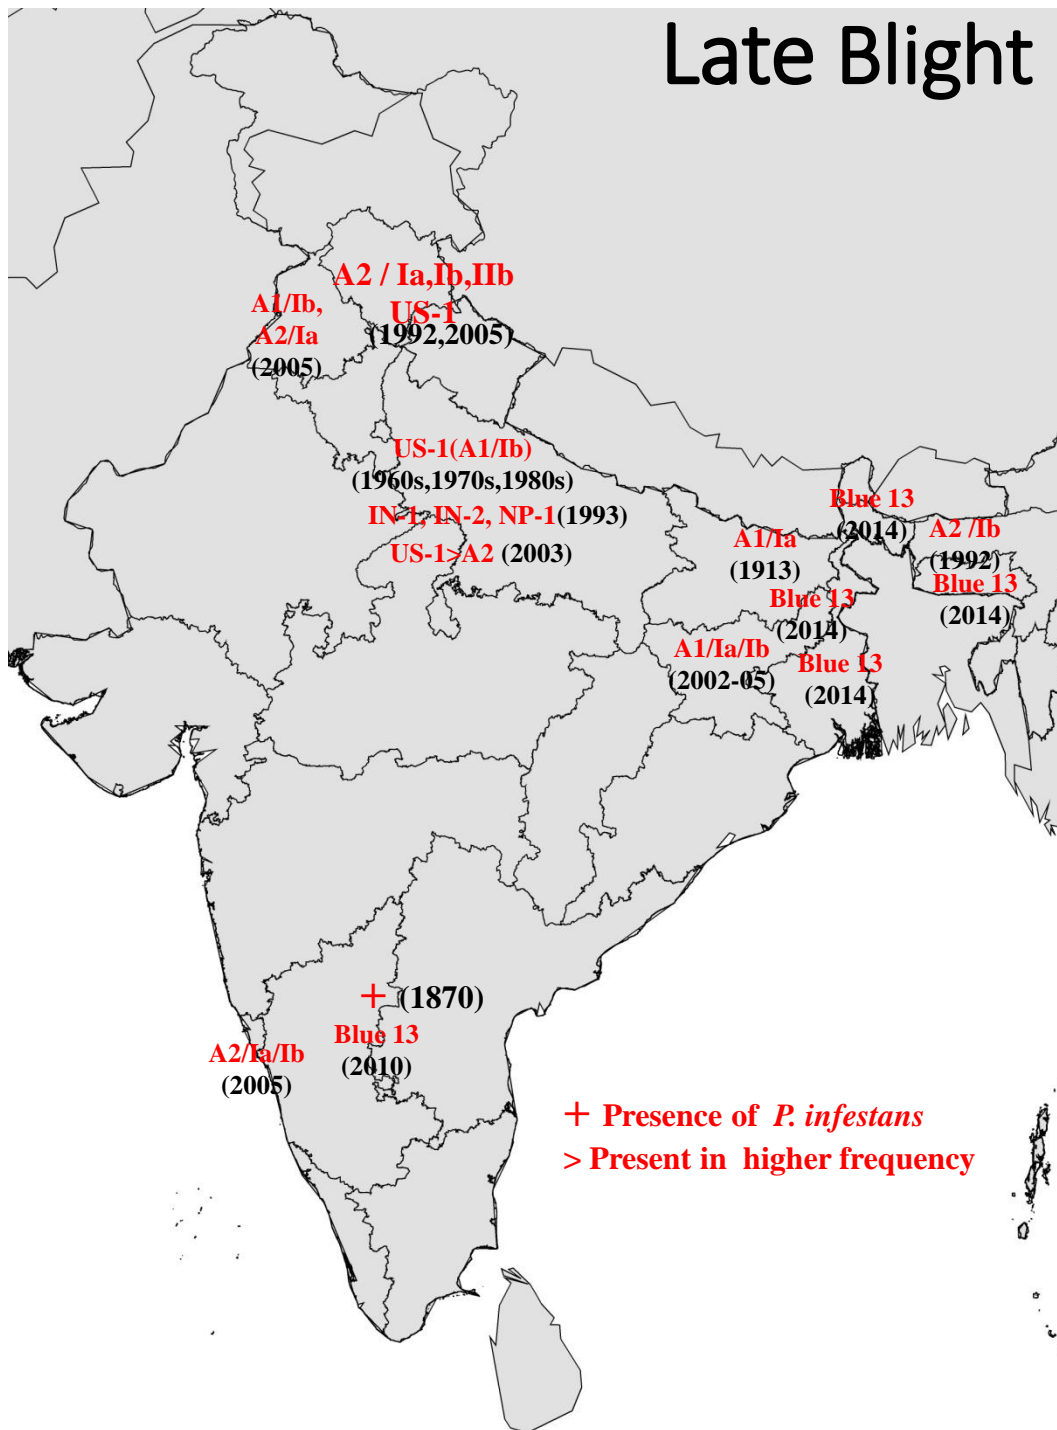 Late Blight
A2 / Ia,Ib,IIb
US-1
(1992,2005)
A1/Ib,
A2/Ia
(2005)
US-1(A1/Ib)
(1960s,1970s,1980s)
IN-1, IN-2, NP-1(1993)
US-1>A2 (2003)
Blue 13
(2014)
A2 /Ib
(1992)
Blue 13
(2014)
A1/Ia
(1913)
Blue 13
(2014)
A1/Ia/Ib
(2002-05)
Blue 13
(2014)
+ (1870)
Blue 13
(2010)
A2/Ia/Ib
(2005)
+ Presence of P. infestans
> Present in higher frequency